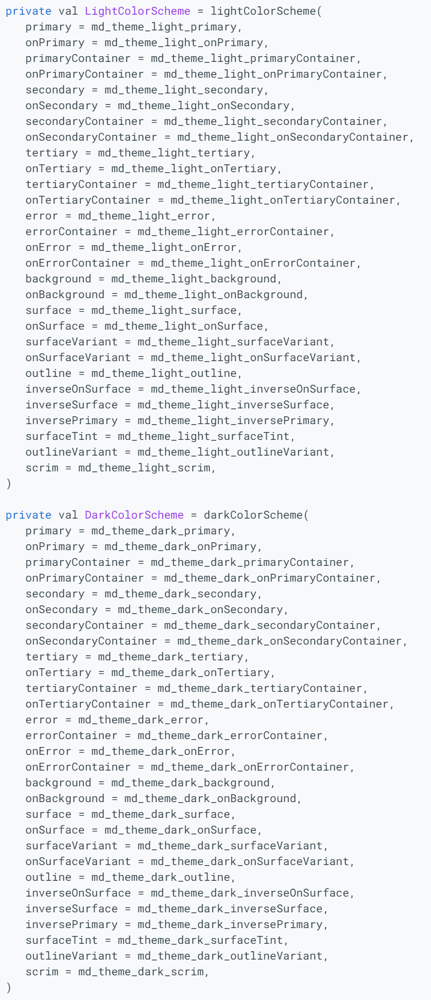 private val LightColorScheme = lightColorScheme(
   primary = md_theme_light_primary,
   onPrimary = md_theme_light_onPrimary,
   primaryContainer = md_theme_light_primaryContainer,
   onPrimaryContainer = md_theme_light_onPrimaryContainer,
   secondary = md_theme_light_secondary,
   onSecondary = md_theme_light_onSecondary,
   secondaryContainer = md_theme_light_secondaryContainer,
   onSecondaryContainer = md_theme_light_onSecondaryContainer,
   tertiary = md_theme_light_tertiary,
   onTertiary = md_theme_light_onTertiary,
   tertiaryContainer = md_theme_light_tertiaryContainer,
   onTertiaryContainer = md_theme_light_onTertiaryContainer,
   error = md_theme_light_error,
   errorContainer = md_theme_light_errorContainer,
   onError = md_theme_light_onError,
   onErrorContainer = md_theme_light_onErrorContainer,
   background = md_theme_light_background,
   onBackground = md_theme_light_onBackground,
   surface = md_theme_light_surface,
   onSurface = md_theme_light_onSurface,
   surfaceVariant = md_theme_light_surfaceVariant,
   onSurfaceVariant = md_theme_light_onSurfaceVariant,
   outline = md_theme_light_outline,
   inverseOnSurface = md_theme_light_inverseOnSurface,
   inverseSurface = md_theme_light_inverseSurface,
   inversePrimary = md_theme_light_inversePrimary,
   surfaceTint = md_theme_light_surfaceTint,
   outlineVariant = md_theme_light_outlineVariant,
   scrim = md_theme_light_scrim,
)

private val DarkColorScheme = darkColorScheme(
   primary = md_theme_dark_primary,
   onPrimary = md_theme_dark_onPrimary,
   primaryContainer = md_theme_dark_primaryContainer,
   onPrimaryContainer = md_theme_dark_onPrimaryContainer,
   secondary = md_theme_dark_secondary,
   onSecondary = md_theme_dark_onSecondary,
   secondaryContainer = md_theme_dark_secondaryContainer,
   onSecondaryContainer = md_theme_dark_onSecondaryContainer,
   tertiary = md_theme_dark_tertiary,
   onTertiary = md_theme_dark_onTertiary,
   tertiaryContainer = md_theme_dark_tertiaryContainer,
   onTertiaryContainer = md_theme_dark_onTertiaryContainer,
   error = md_theme_dark_error,
   errorContainer = md_theme_dark_errorContainer,
   onError = md_theme_dark_onError,
   onErrorContainer = md_theme_dark_onErrorContainer,
   background = md_theme_dark_background,
   onBackground = md_theme_dark_onBackground,
   surface = md_theme_dark_surface,
   onSurface = md_theme_dark_onSurface,
   surfaceVariant = md_theme_dark_surfaceVariant,
   onSurfaceVariant = md_theme_dark_onSurfaceVariant,
   outline = md_theme_dark_outline,
   inverseOnSurface = md_theme_dark_inverseOnSurface,
   inverseSurface = md_theme_dark_inverseSurface,
   inversePrimary = md_theme_dark_inversePrimary,
   surfaceTint = md_theme_dark_surfaceTint,
   outlineVariant = md_theme_dark_outlineVariant,
   scrim = md_theme_dark_scrim,
)